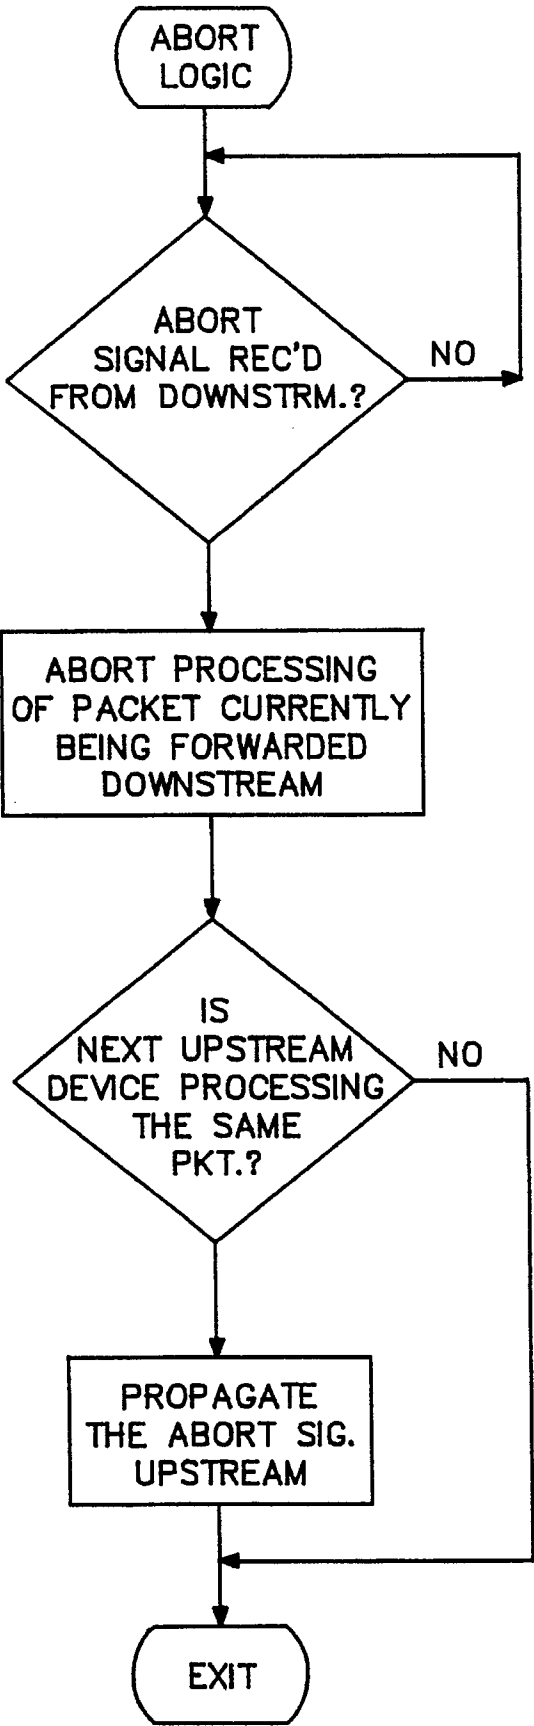 ABORT
LOGIC
ABORT
SIGNAL REC'D
FROM DOWNSTRM.?
NO
ABORT PROCESSING
OF PACKET CURRENTLY
BEING FORWARDED
DOWNSTREAM
IS
NEXT UPSTREAM
DEVICE PROCESSING
THE SAME
PKT.?
NO
PROPAGATE
THE ABORT SIG.
UPSTREAM
EXIT